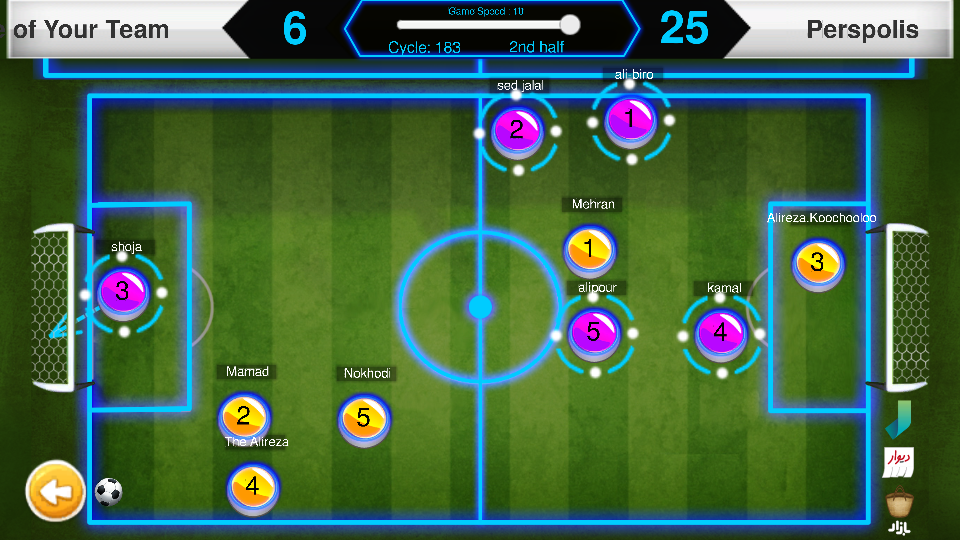 of Your Team
6
Game Speed : 10
Cycle: 183
2nd half
25
Perspolis
sed jalal
2
ali biro
1
Mehran
1
Alireza.Koochooloo
3
shoja
3
alipour
5
kamal
4
Mamad
2
Nokhodi
5
The Alireza
4
دیوار
بازار